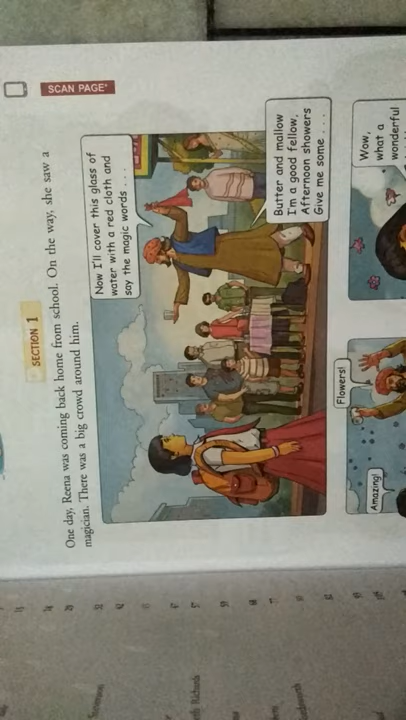 SCAN PAGE*
SECTION 1
One day, Reena was coming back home from school. On the way, she saw a
magician. There was a big crowd around him.
Now I'll cover this glass of
water with a red cloth and
say the magic words . . .
Butter and mallow
I'm a good fellow,
Afternoon showers
Give me some . . . .
Amazing!
Flowers!
Wow,
what a
wonderful
Richards